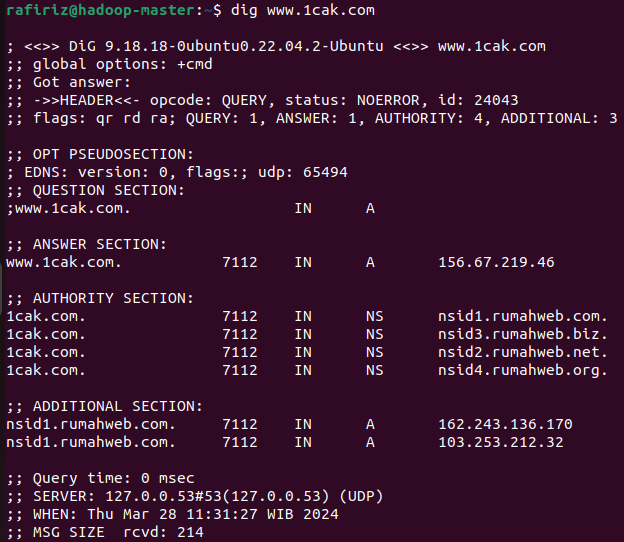 rafiriz@hadoop-master:~$ dig www.1cak.com
; <<>> DiG 9.18.18-0ubuntu0.22.04.2-Ubuntu <<>> www.1cak.com
;; global options: +cmd
;; Got answer:
;; ->>HEADER<<- opcode: QUERY, status: NOERROR, id: 24043
;; flags: qr rd ra; QUERY: 1, ANSWER: 1, AUTHORITY: 4, ADDITIONAL: 3
;; OPT PSEUDOSECTION:
; EDNS: version: 0, flags:; udp: 65494
;; QUESTION SECTION:
;www.1cak.com. IN A
;; ANSWER SECTION:
www.1cak.com. 7112 IN A 156.67.219.46
;; AUTHORITY SECTION:
1cak.com. 7112 IN NS nsid1.rumahweb.com.
1cak.com. 7112 IN NS nsid3.rumahweb.biz.
1cak.com. 7112 IN NS nsid2.rumahweb.net.
1cak.com. 7112 IN NS nsid4.rumahweb.org.
;; ADDITIONAL SECTION:
nsid1.rumahweb.com. 7112 IN A 162.243.136.170
nsid1.rumahweb.com. 7112 IN A 103.253.212.32
;; Query time: 0 msec
;; SERVER: 127.0.0.53#53(127.0.0.53) (UDP)
;; WHEN: Thu Mar 28 11:31:27 WIB 2024
;; MSG SIZE rcvd: 214